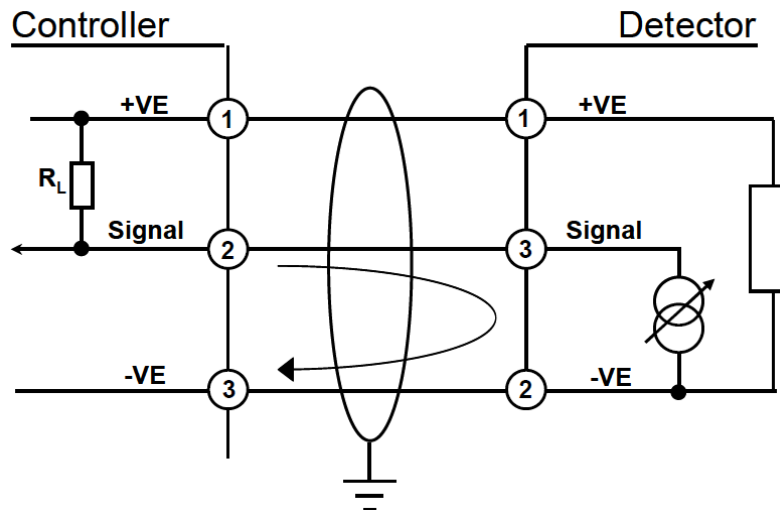 Controller Detector
+VE 1 1 +VE
RL
Signal 2 3 Signal
-VE 3 2 -VE